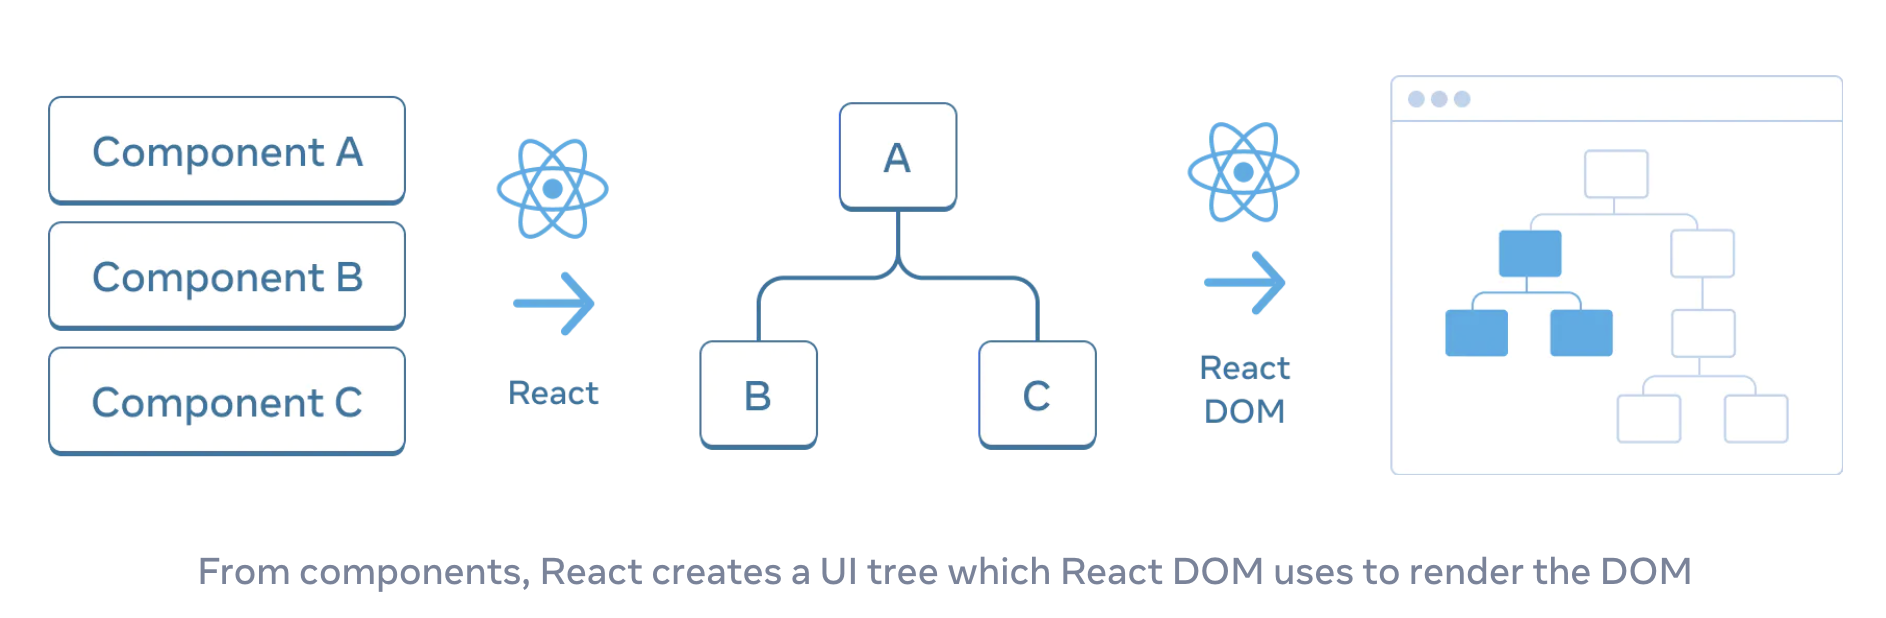 Component A
Component B
Component C
React
A
B
C
React
DOM
From components, React creates a UI tree which React DOM uses to render the DOM